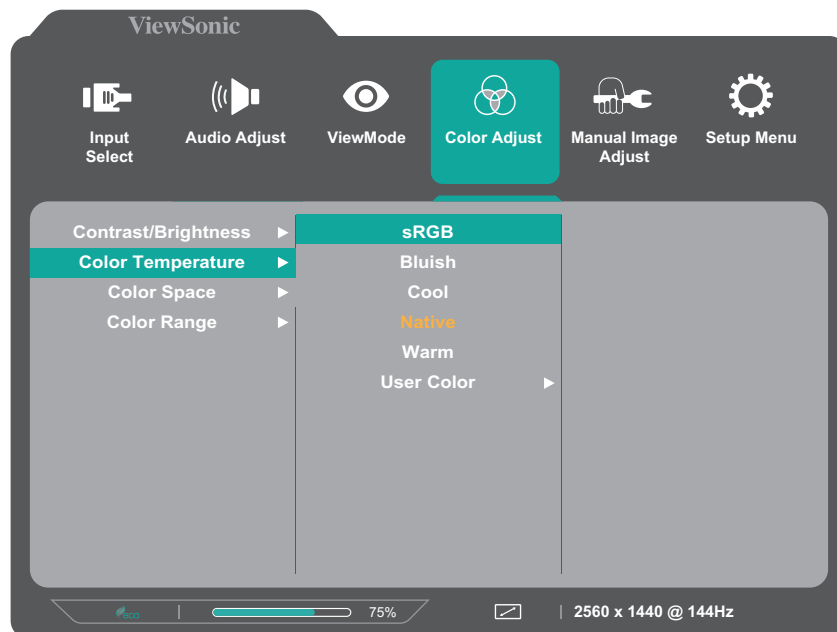 ViewSonic
Input Select
Audio Adjust
ViewMode
Color Adjust
Manual Image Adjust
Setup Menu
Contrast/Brightness
sRGB
Color Temperature
Bluish
Color Space
Cool
Color Range
Native
Warm
User Color
eco
75%
2560 x 1440 @ 144Hz